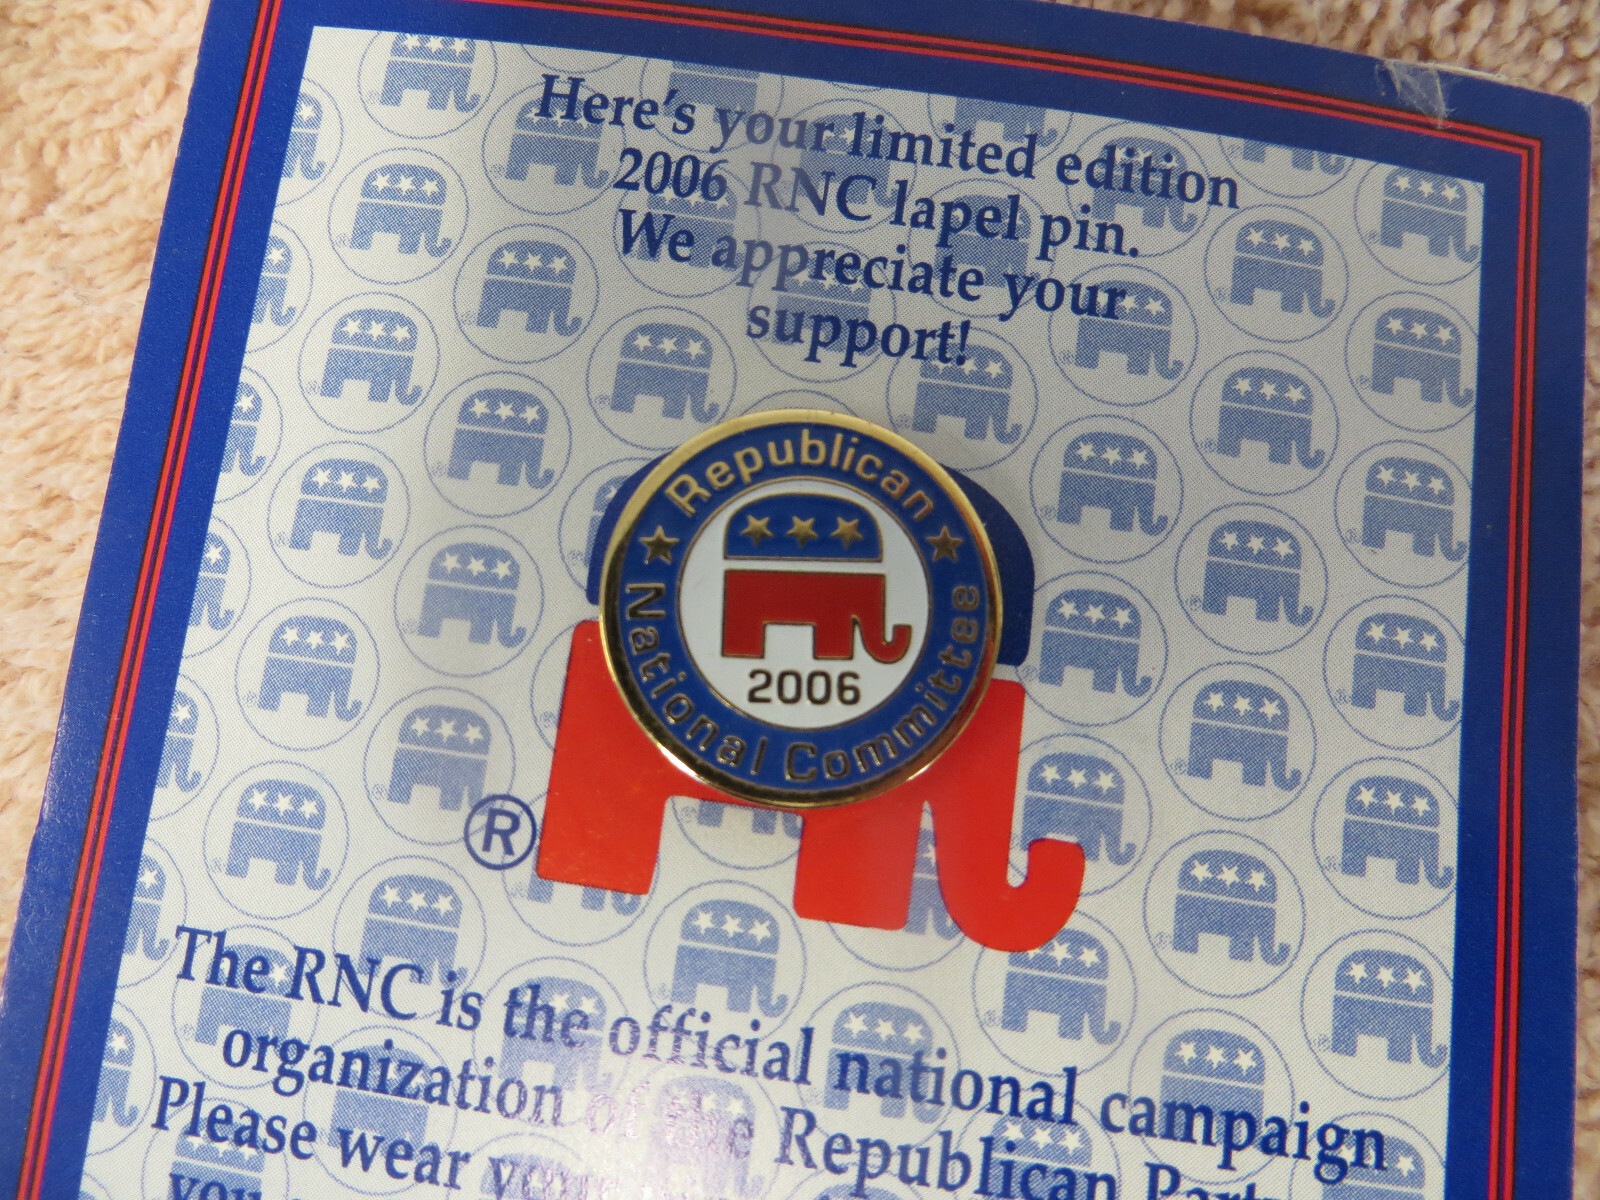 Here's your limited edition
2006 RNC lapel pin.
We appreciate your
support!
Republican
National Committee
2006
®
The RNC is the official national campaign
organization of the Republican
Please wear
you